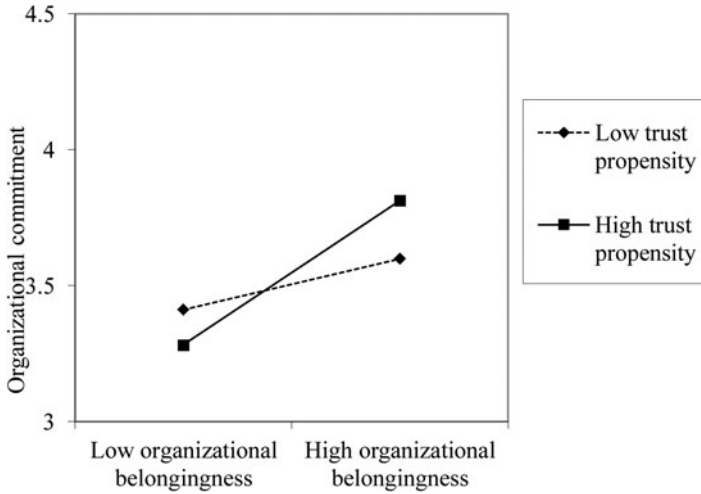 4.5
4
3.5
3
Organizational commitment
Low organizational
belongingness
High organizational
belongingness
Low trust
propensity
High trust
propensity